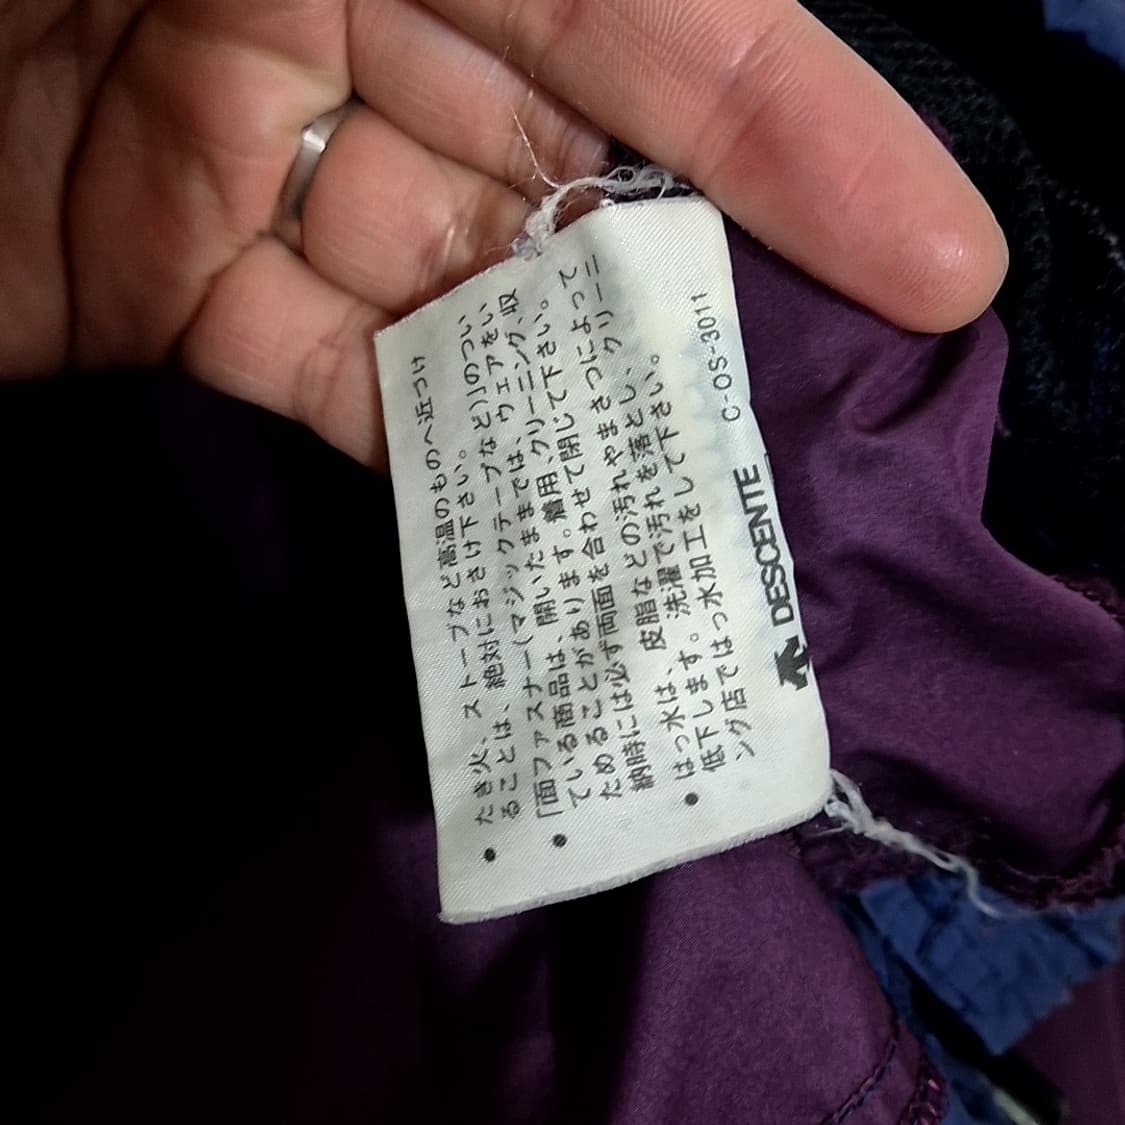 ● たき火、ストーブなど高温のものへ近づけ
ることは、絶対におさけ下さい。
● 「面ファスナー(マジックテープなど)」のつい
ている商品は、開いたままでは、ウェアをい
ためることがあります。着用、クリーニング、収
納時には必ず両面を合わせて閉じて下さい。
● はっ水は、皮脂などの汚れやまさつによって
低下します。洗濯で汚れを落とし、クリーニ
ング店ではっ水加工をして下さい。
DESCENTE C-OS-3011